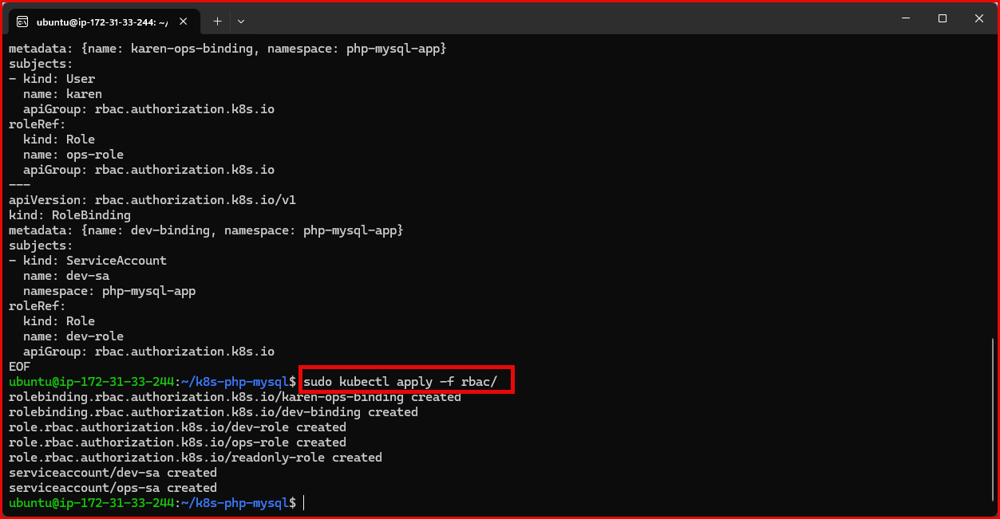 ubuntu@ip-172-31-33-244: ~/
metadata: {name: karen-ops-binding, namespace: php-mysql-app}
subjects:
- kind: User
  name: karen
  apiGroup: rbac.authorization.k8s.io
roleRef:
  kind: Role
  name: ops-role
  apiGroup: rbac.authorization.k8s.io
---
apiVersion: rbac.authorization.k8s.io/v1
kind: RoleBinding
metadata: {name: dev-binding, namespace: php-mysql-app}
subjects:
- kind: ServiceAccount
  name: dev-sa
  namespace: php-mysql-app
roleRef:
  kind: Role
  name: dev-role
  apiGroup: rbac.authorization.k8s.io
EOF
ubuntu@ip-172-31-33-244:~/k8s-php-mysql$ sudo kubectl apply -f rbac/
rolebinding.rbac.authorization.k8s.io/karen-ops-binding created
rolebinding.rbac.authorization.k8s.io/dev-binding created
role.rbac.authorization.k8s.io/dev-role created
role.rbac.authorization.k8s.io/ops-role created
role.rbac.authorization.k8s.io/readonly-role created
serviceaccount/dev-sa created
serviceaccount/ops-sa created
ubuntu@ip-172-31-33-244:~/k8s-php-mysql$